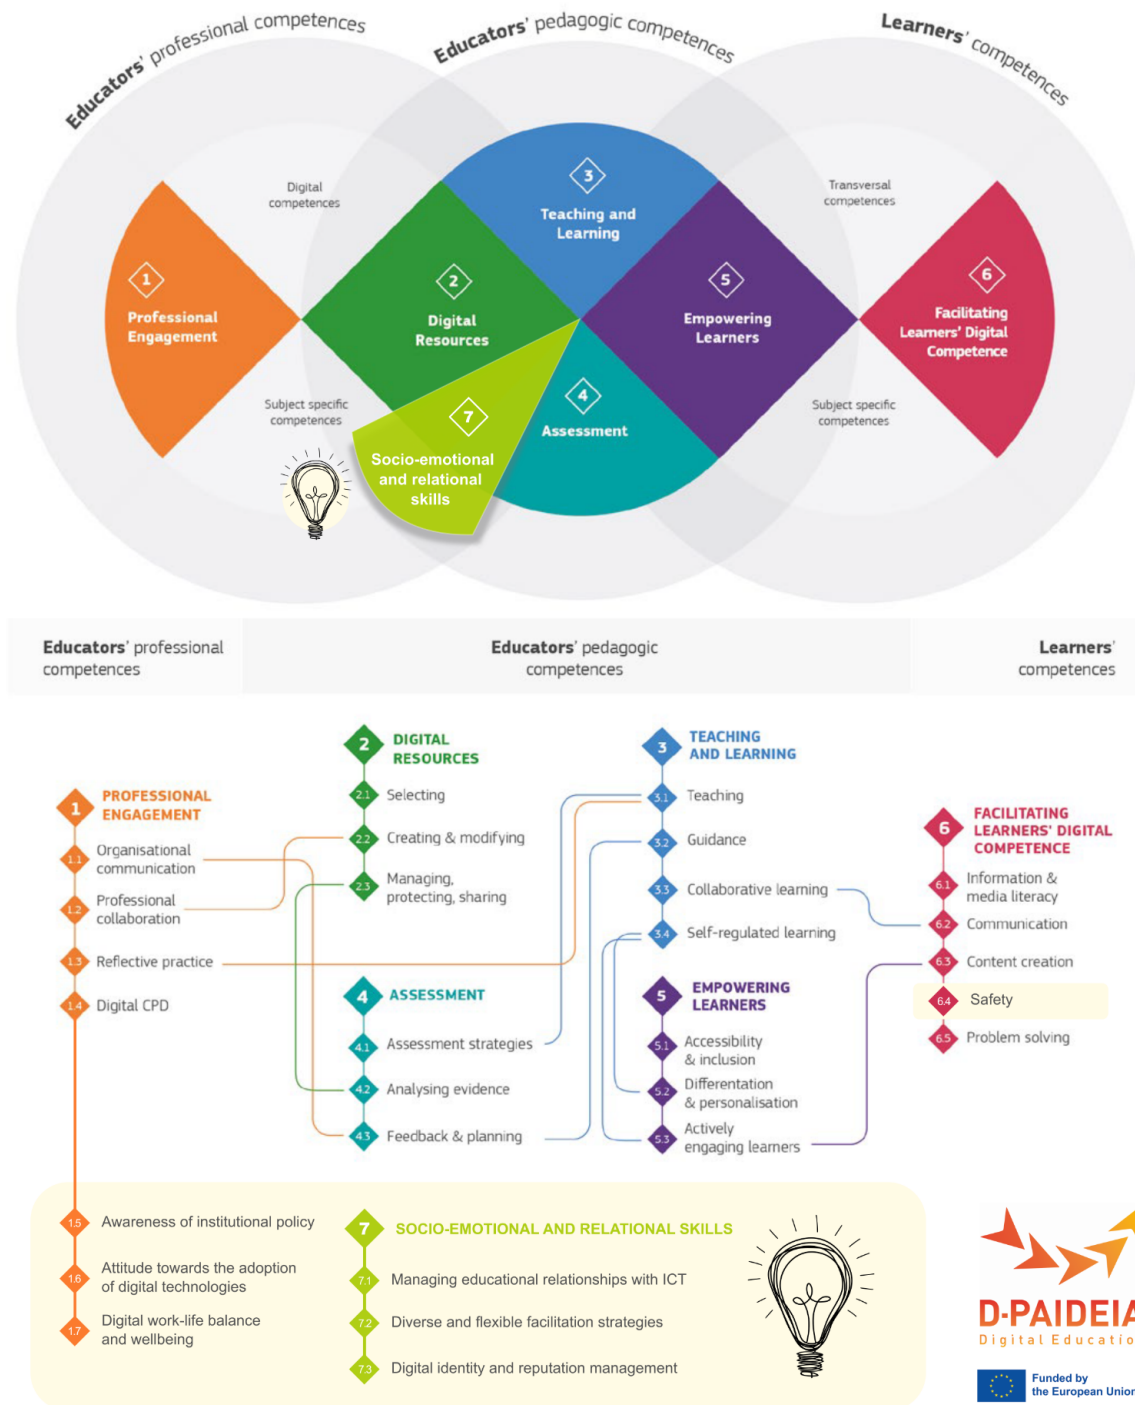 Educators' professional competences
Educators' pedagogic competences
Learners' competences
Digital
competences
3
Teaching and
Learning
Transversal
competences
1
Professional
Engagement
2
Digital
Resources
5
Empowering
Learners
6
Facilitating
Learners' Digital
Competence
Subject specific
competences
7
Socio-emotional
and relational
skills
4
Assessment
Subject specific
competences
Educators' professional
competences
Educators' pedagogic
competences
Learners'
competences
1
PROFESSIONAL
ENGAGEMENT
1.1
Organisational
communication
1.2
Professional
collaboration
1.3
Reflective practice
1.4
Digital CPD
2
DIGITAL
RESOURCES
2.1
Selecting
2.2
Creating & modifying
2.3
Managing,
protecting, sharing
4
ASSESSMENT
4.1
Assessment strategies
4.2
Analysing evidence
4.3
Feedback & planning
3
TEACHING
AND LEARNING
3.1
Teaching
3.2
Guidance
3.3
Collaborative learning
3.4
Self-regulated learning
5
EMPOWERING
LEARNERS
5.1
Accessibility
& inclusion
5.2
Differentation
& personalisation
5.3
Actively
engaging learners
6
FACILITATING
LEARNERS' DIGITAL
COMPETENCE
6.1
Information &
media literacy
6.2
Communication
6.3
Content creation
6.4
Safety
6.5
Problem solving
1.5
Awareness of institutional policy
1.6
Attitude towards the adoption
of digital technologies
1.7
Digital work-life balance
and wellbeing
7
SOCIO-EMOTIONAL AND RELATIONAL SKILLS
7.1
Managing educational relationships with ICT
7.2
Diverse and flexible facilitation strategies
7.3
Digital identity and reputation management
D-PAIDEIA
Digital Educatio
Funded by
the European Union